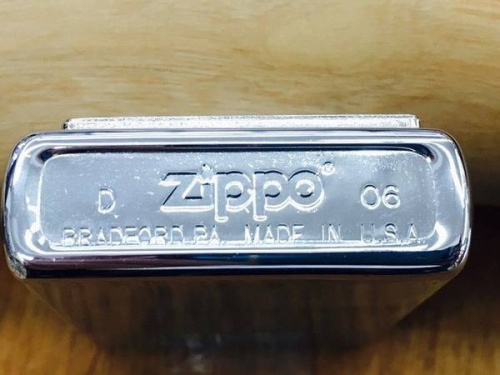 D Zippo® 06
BRADFORD.PA. MADE IN U.S.A.